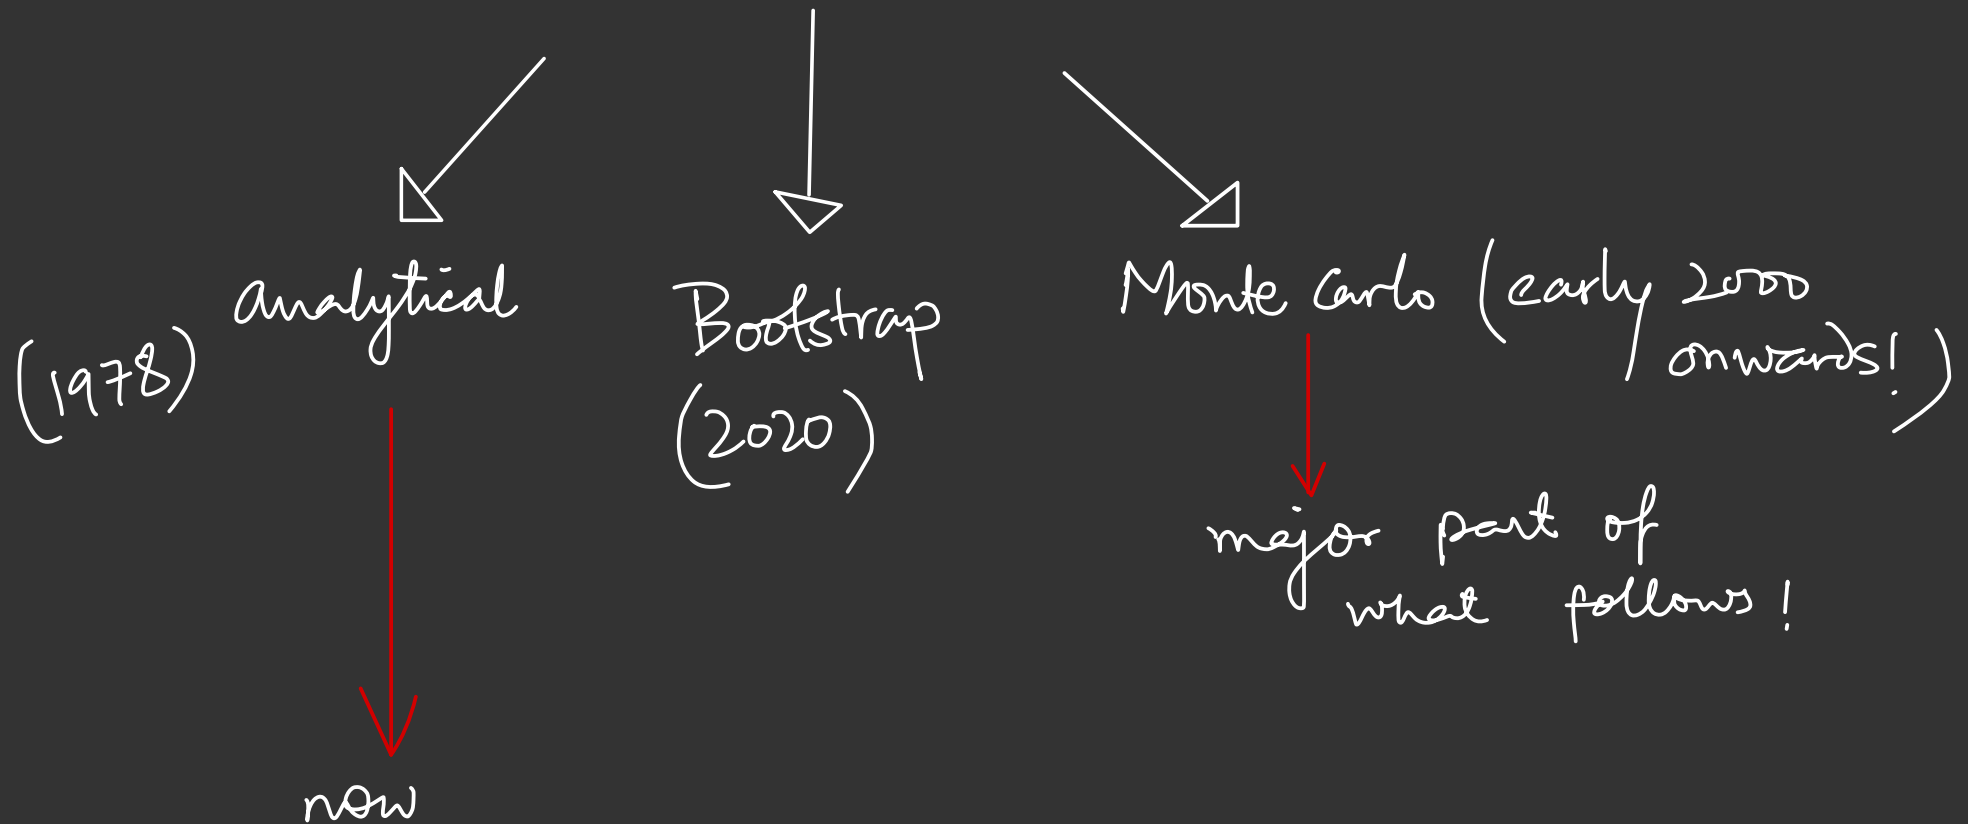 analytical
(1978)
now
Bootstrap
(2020)
Monte Carlo (early 2000
onwards!)
major part of
what follows!